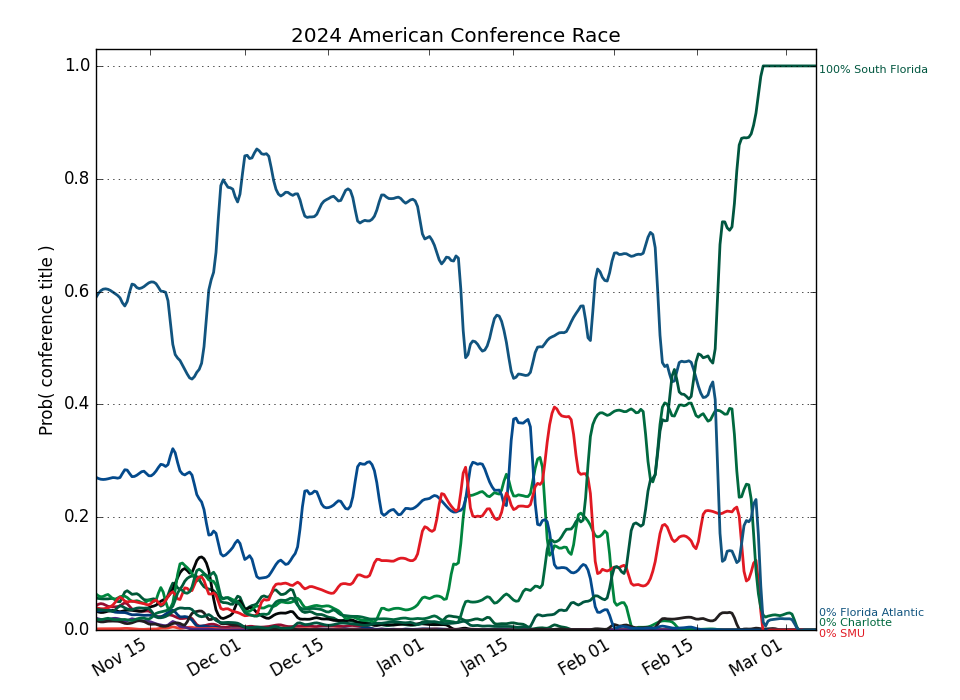 2024 American Conference Race
Prob( conference title )
1.0
0.8
0.6
0.4
0.2
0.0
100% South Florida
0% Florida Atlantic
0% Charlotte
0% SMU
Nov 15
Dec 01
Dec 15
Jan 01
Jan 15
Feb 01
Feb 15
Mar 01